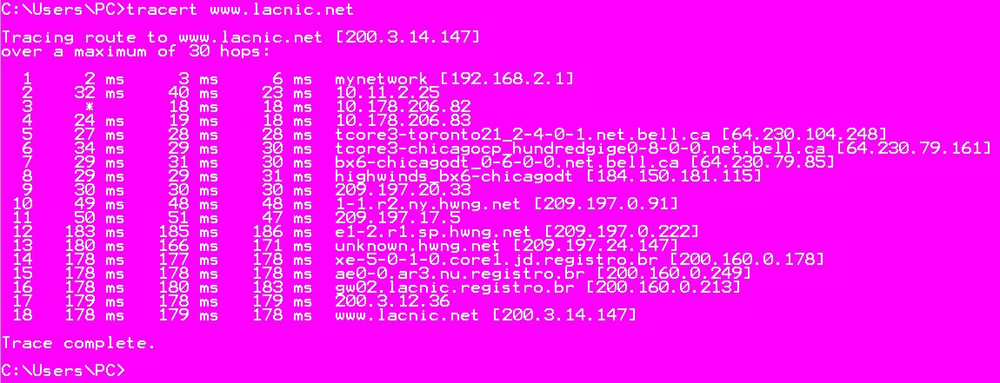 C:\Users\PC>tracert www.lacnic.net
Tracing route to www.lacnic.net [200.3.14.147]
over a maximum of 30 hops:
1 2 ms 3 ms 6 ms mynetwork [192.168.2.1]
2 32 ms 40 ms 23 ms 10.11.2.25
3 * 18 ms 18 ms 10.178.206.82
4 24 ms 19 ms 18 ms 10.178.206.83
5 27 ms 28 ms 28 ms tcore3-toronto21_2-4-0-1.net.bell.ca [64.230.104.248]
6 34 ms 29 ms 30 ms tcore3-chicagocp_hundredgige0-8-0-0.net.bell.ca [64.230.79.161]
7 29 ms 31 ms 30 ms bx6-chicagodt_0-6-0-0.net.bell.ca [64.230.79.85]
8 29 ms 29 ms 31 ms highwinds_bx6-chicagodt [184.150.181.115]
9 30 ms 30 ms 30 ms 209.197.20.33
10 49 ms 48 ms 48 ms 1-1.r2.ny.hwng.net [209.197.0.91]
11 50 ms 51 ms 47 ms 209.197.17.5
12 183 ms 185 ms 186 ms e1-2.r1.sp.hwng.net [209.197.0.222]
13 180 ms 166 ms 171 ms unknown.hwng.net [209.197.24.147]
14 178 ms 177 ms 178 ms xe-5-0-1-0.core1.jd.registro.br [200.160.0.178]
15 178 ms 178 ms 178 ms ae0-0.ar3.nu.registro.br [200.160.0.249]
16 178 ms 180 ms 183 ms gw02.lacnic.registro.br [200.160.0.213]
17 179 ms 178 ms 179 ms 200.3.12.36
18 178 ms 179 ms 178 ms www.lacnic.net [200.3.14.147]
Trace complete.
C:\Users\PC>